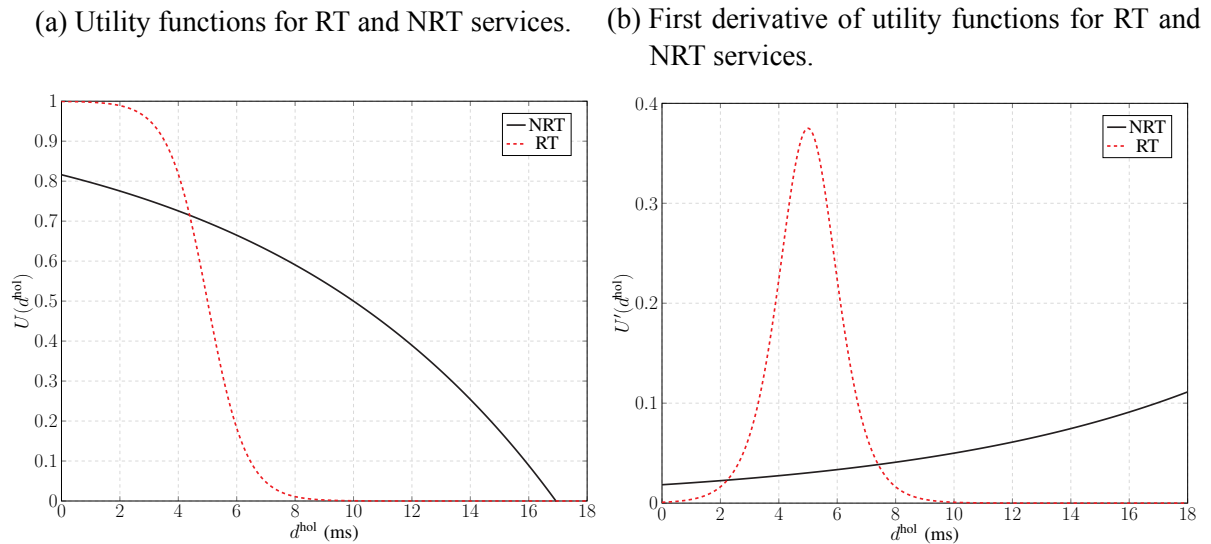 (a) Utility functions for RT and NRT services.
1
0.9
0.8
0.7
0.6
0.5
0.4
0.3
0.2
0.1
0
U(d^hol)
0 2 4 6 8 10 12 14 16 18
d^hol (ms)
NRT
RT
(b) First derivative of utility functions for RT and
NRT services.
0.4
0.3
0.2
0.1
0
U′(d^hol)
0 2 4 6 8 10 12 14 16 18
d^hol (ms)
NRT
RT